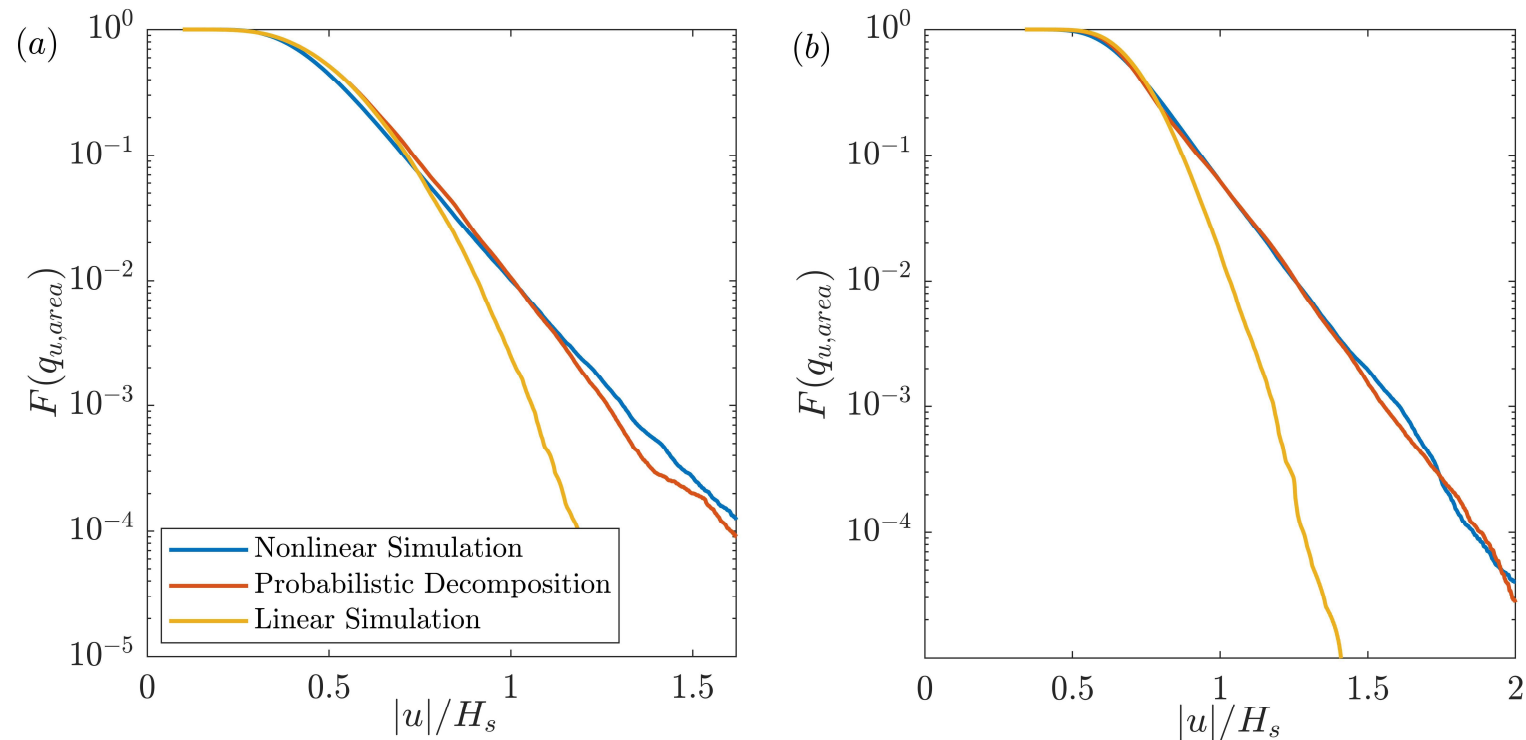 (a)
10^0
10^{-1}
10^{-2}
10^{-3}
10^{-4}
10^{-5}
F(q_{u,area})
Nonlinear Simulation
Probabilistic Decomposition
Linear Simulation
0 0.5 1 1.5
|u|/H_s
(b)
10^0
10^{-1}
10^{-2}
10^{-3}
10^{-4}
F(q_{u,area})
0 0.5 1 1.5 2
|u|/H_s